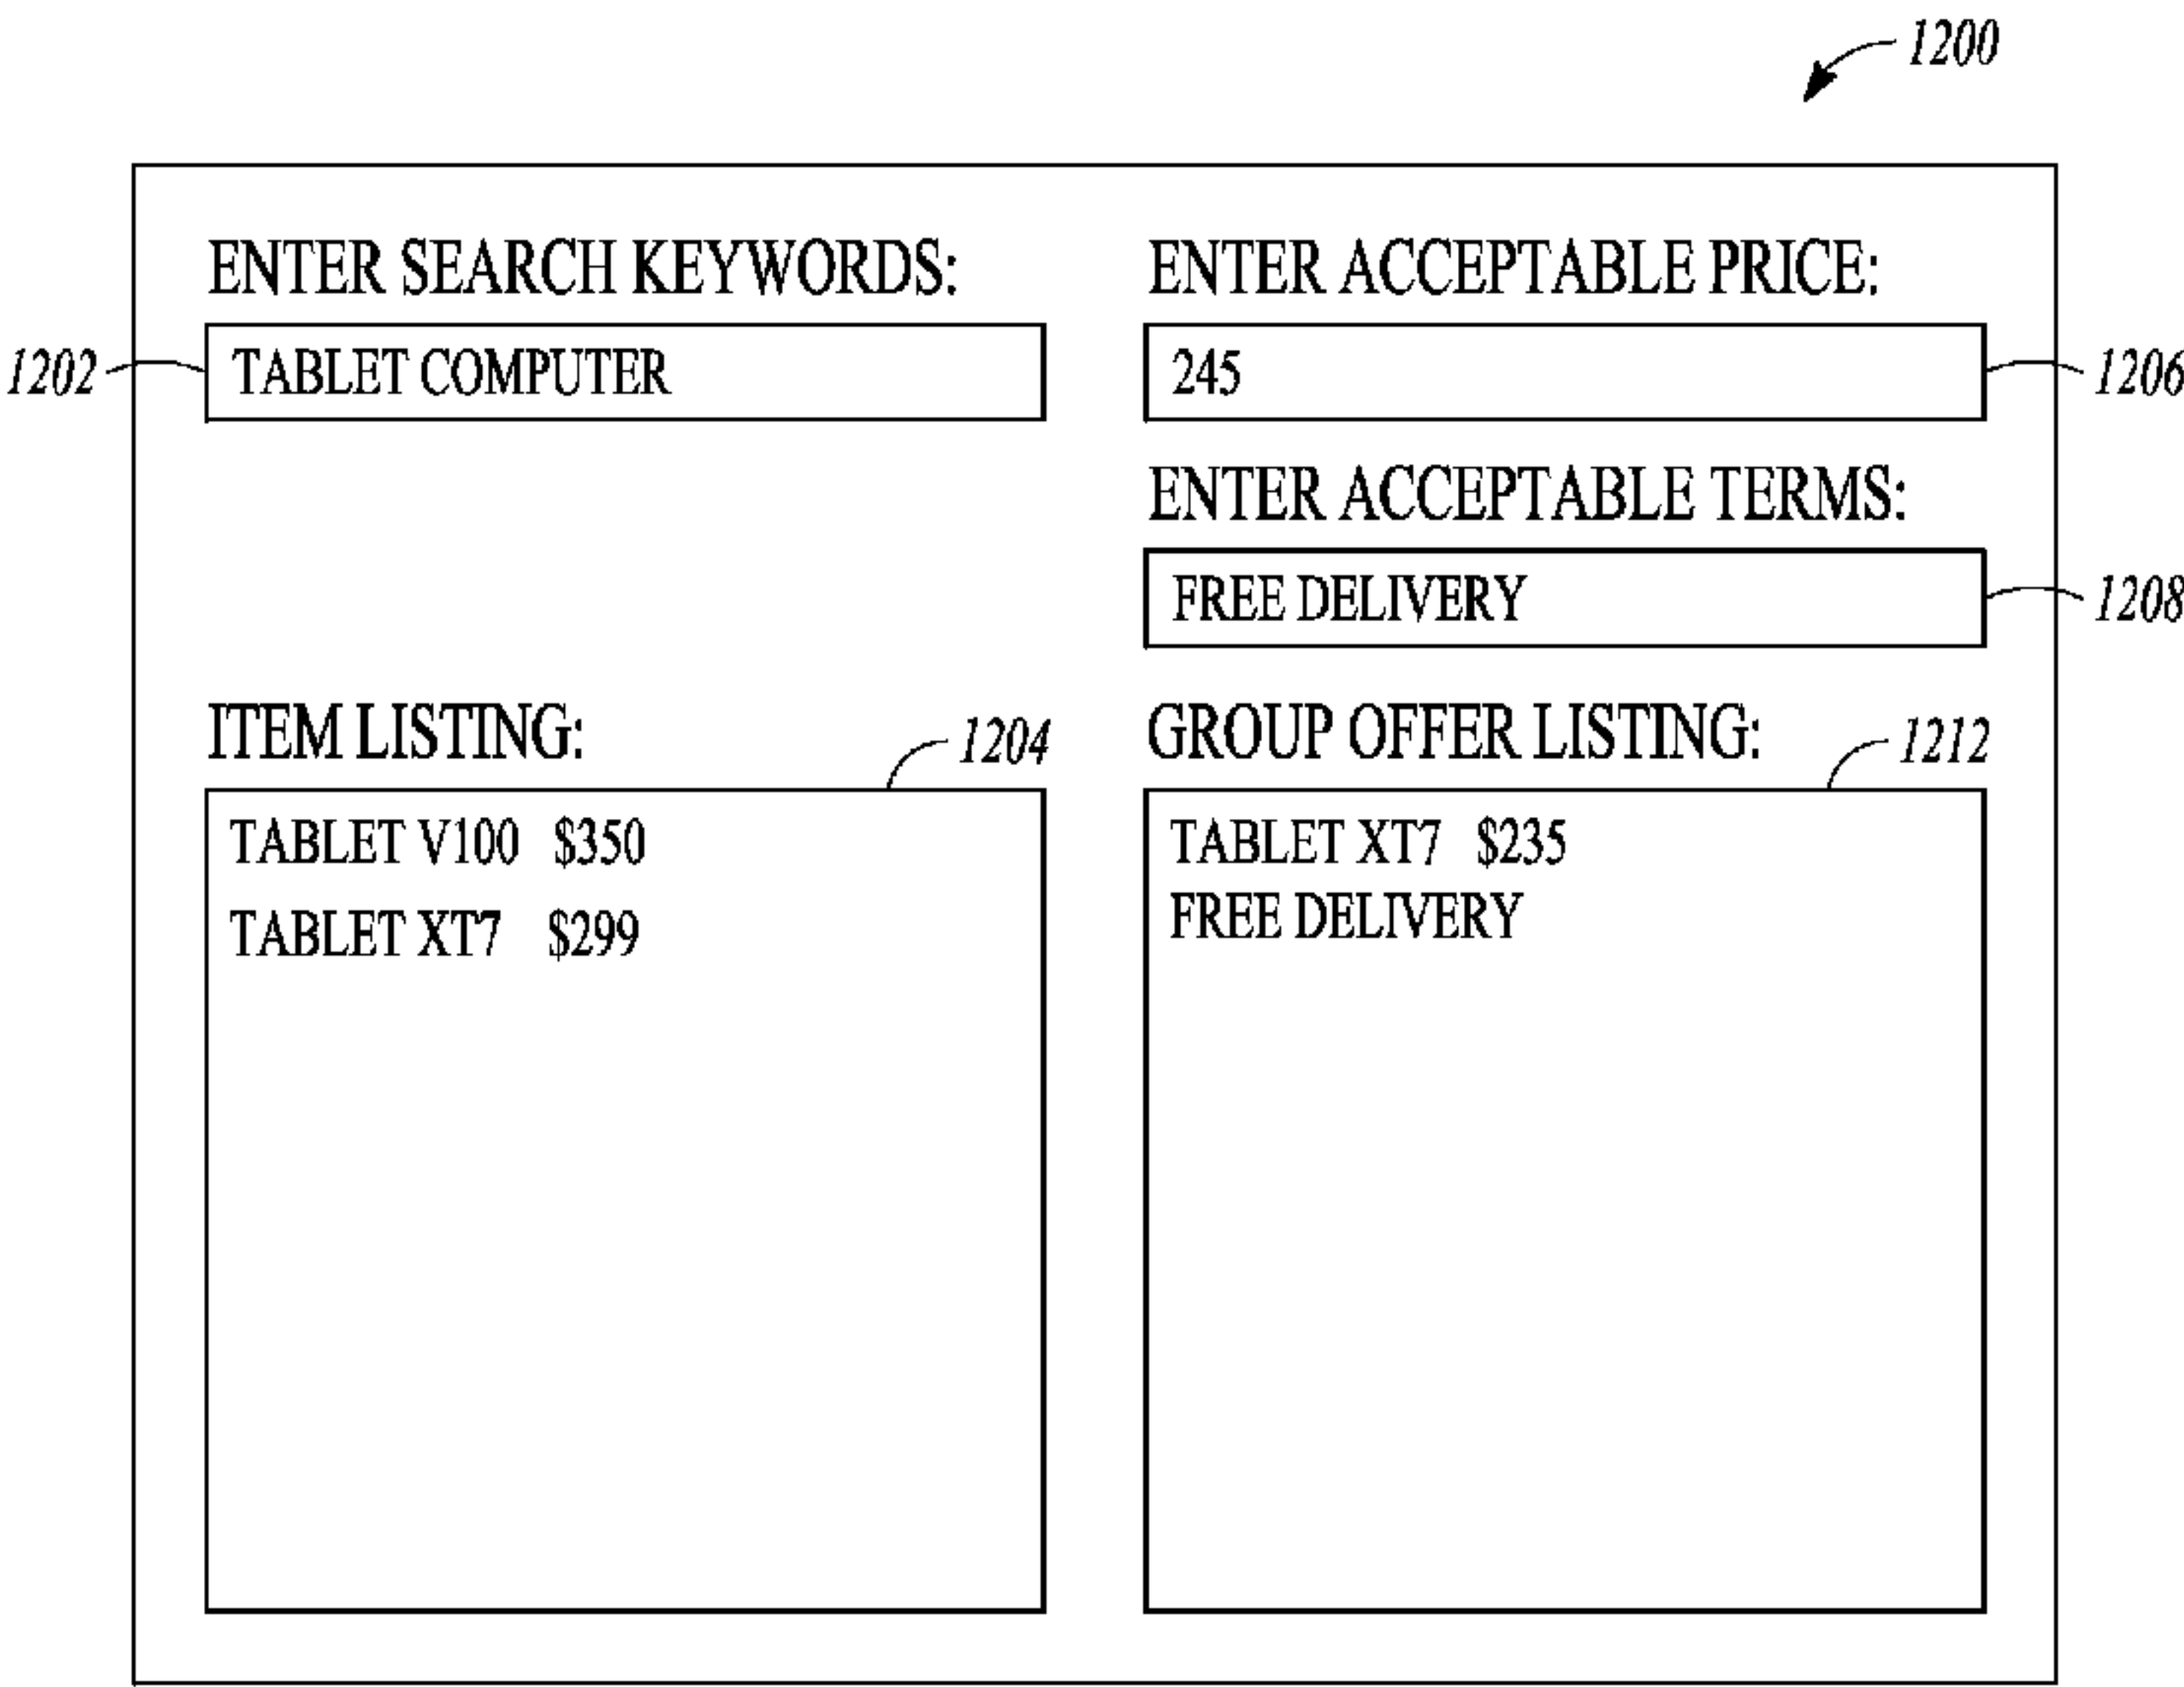 1200
ENTER SEARCH KEYWORDS:
1202
TABLET COMPUTER
ENTER ACCEPTABLE PRICE:
245
1206
ENTER ACCEPTABLE TERMS:
FREE DELIVERY
1208
ITEM LISTING:
1204
TABLET V100 $350
TABLET XT7 $299
GROUP OFFER LISTING:
1212
TABLET XT7 $235
FREE DELIVERY